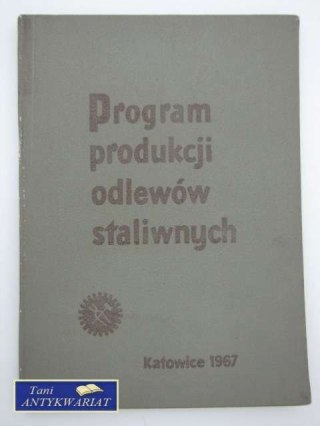 Program
produkcji
odlewów
staliwnych
Katowice 1967
Tani
ANTYKWARIAT